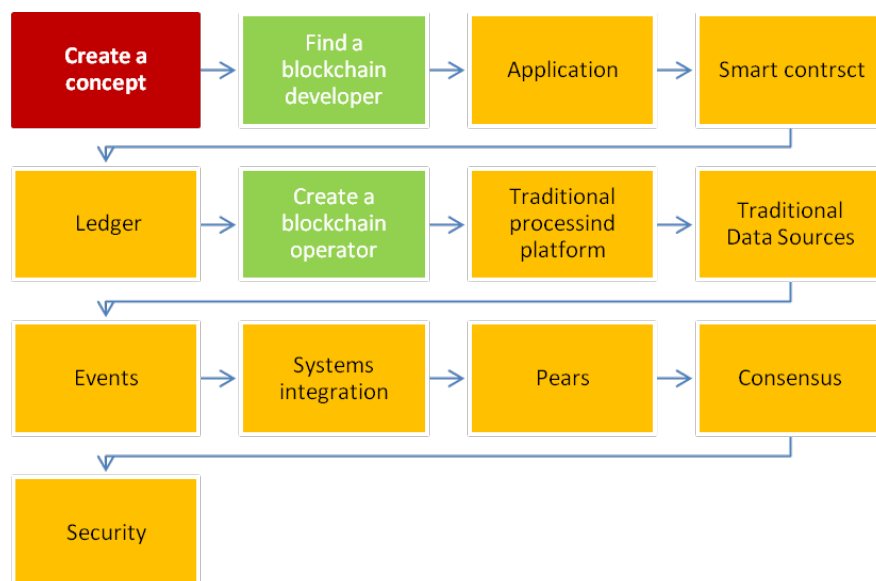 Create a
concept
Find a
blockchain
developer
Application
Smart contrsct
Ledger
Create a
blockchain
operator
Traditional
processind
platform
Traditional
Data Sources
Events
Systems
integration
Pears
Consensus
Security